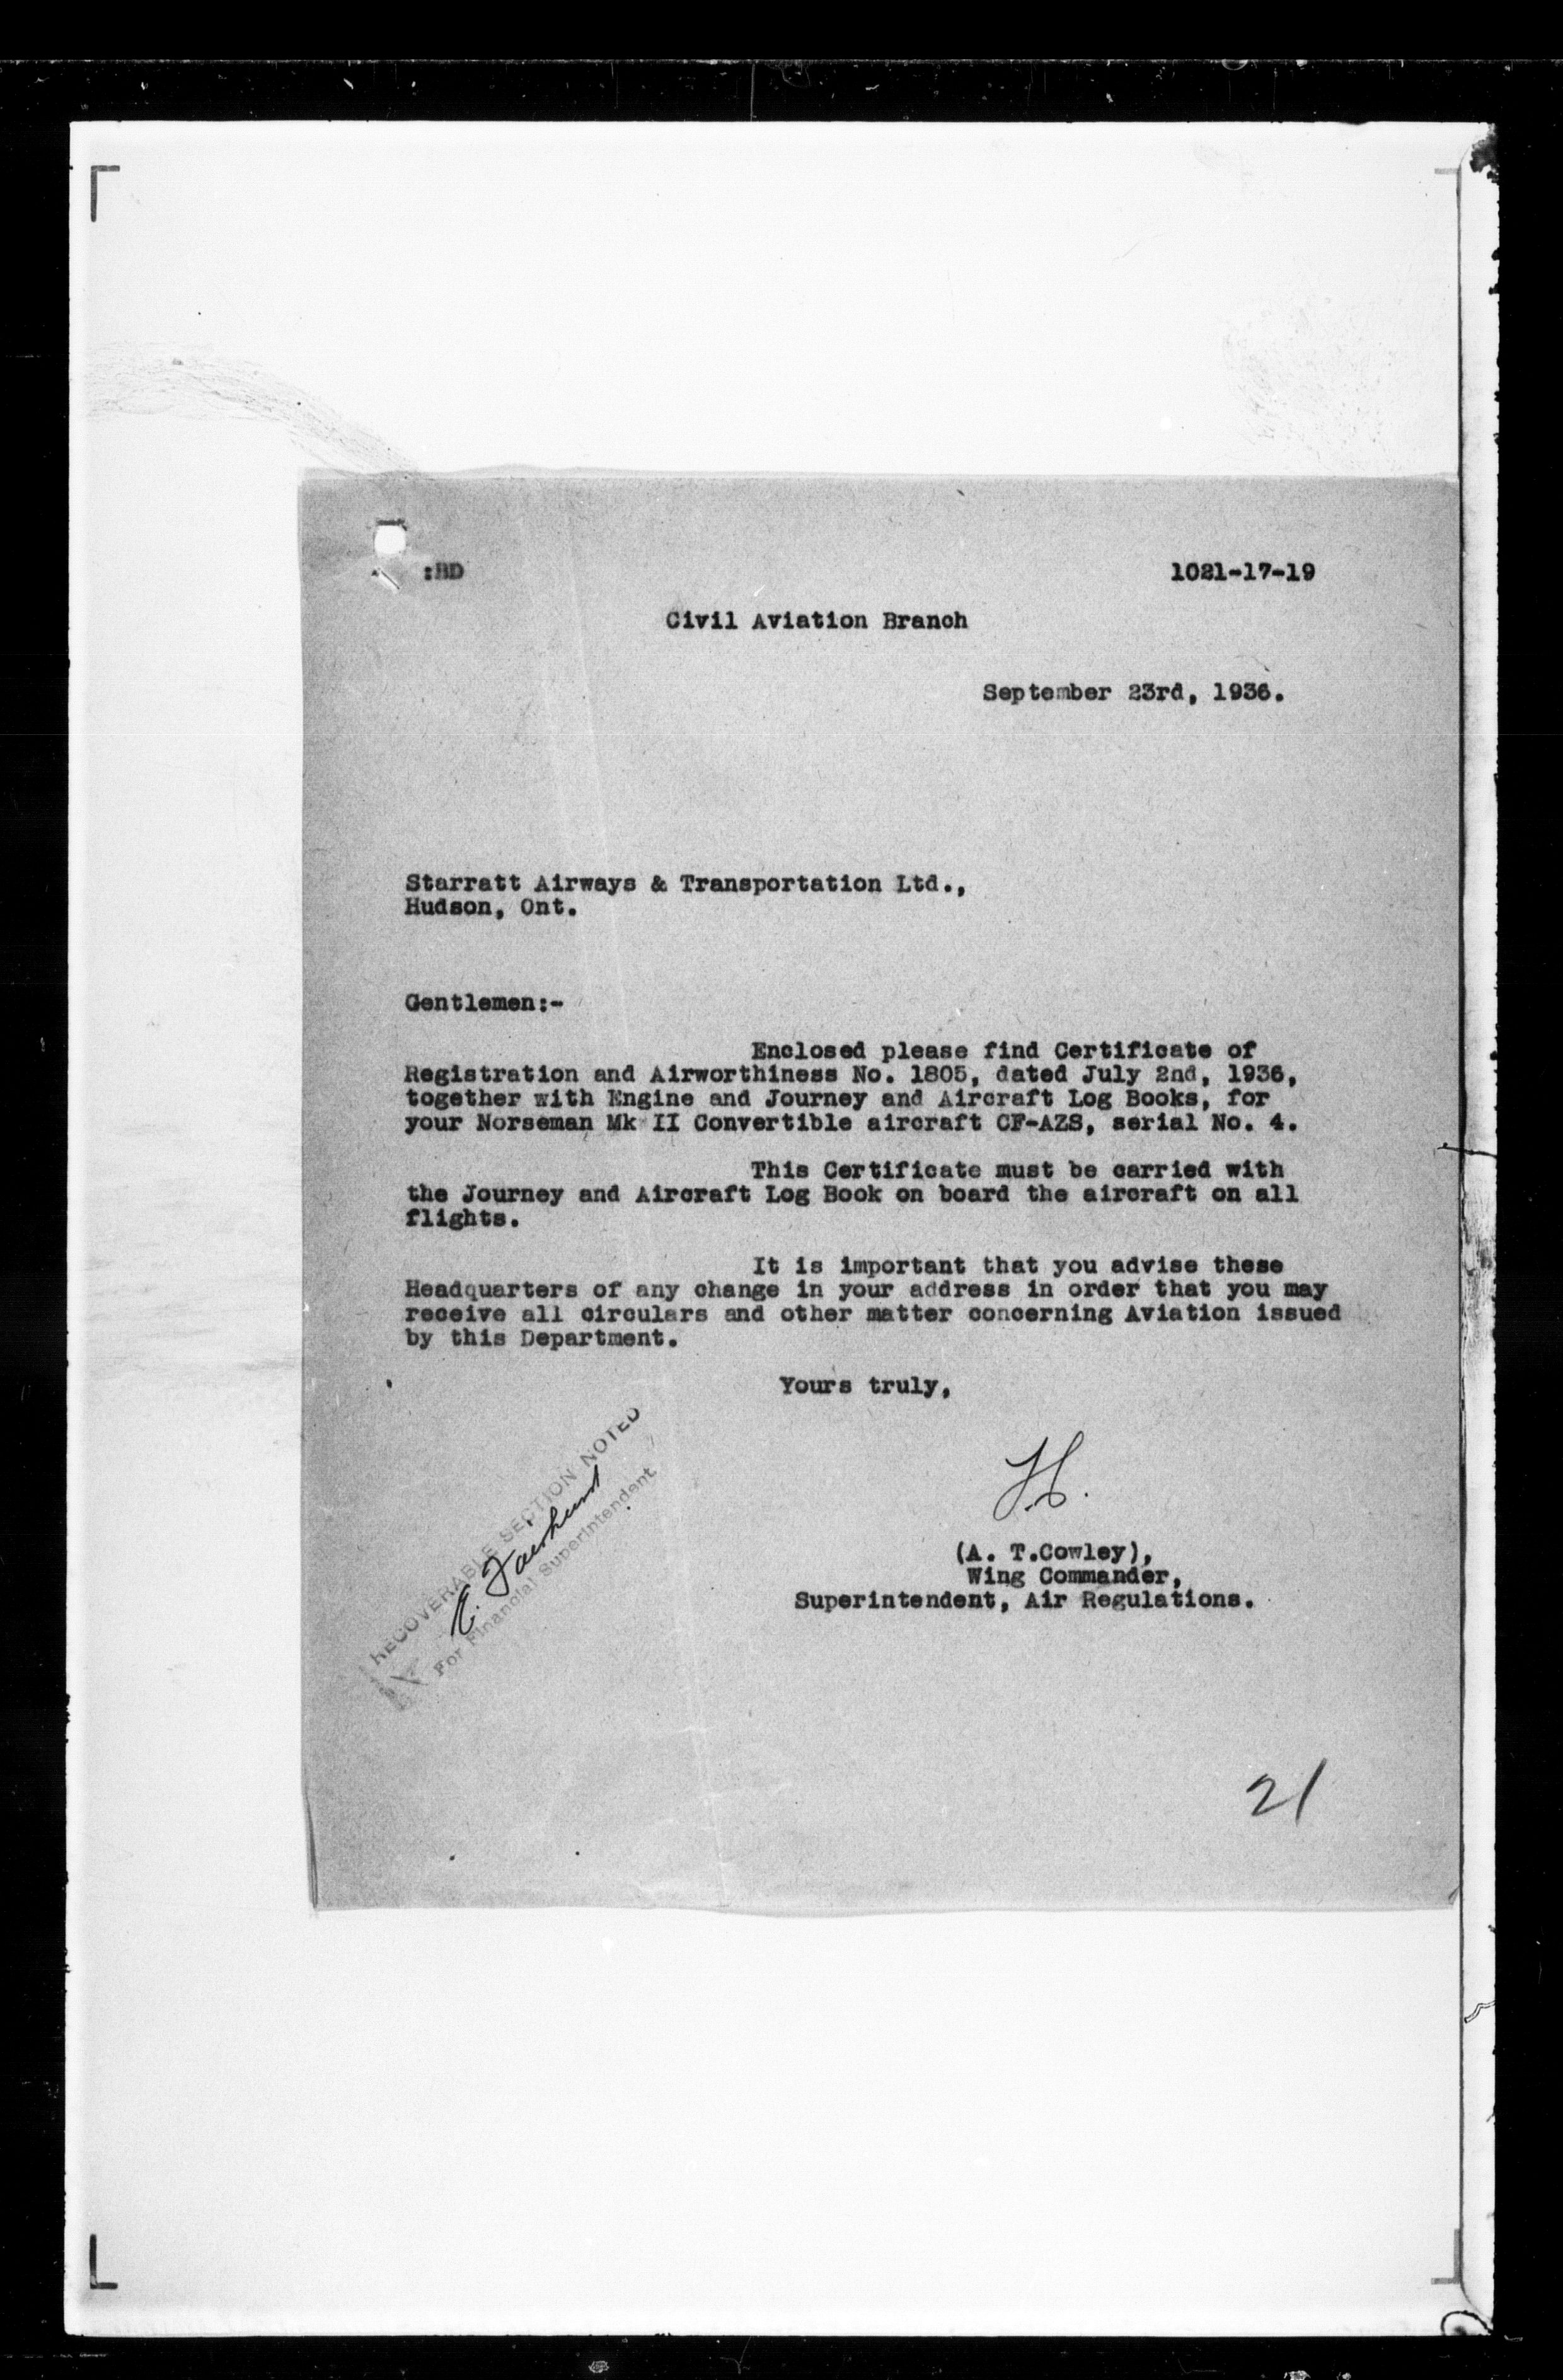 :BD 1021-17-19
Civil Aviation Branch
September 23rd, 1936.
Starratt Airways & Transportation Ltd.,
Hudson, Ont.
Gentlemen:-
Enclosed please find Certificate of
Registration and Airworthiness No. 1805, dated July 2nd, 1936,
together with Engine and Journey and Aircraft Log Books, for
your Norseman Mk II Convertible aircraft CF-AZS, serial No. 4.
This Certificate must be carried with
the Journey and Aircraft Log Book on board the aircraft on all
flights.
It is important that you advise these
Headquarters of any change in your address in order that you may
receive all circulars and other matter concerning Aviation issued
by this Department.
Yours truly,
(A. T.Cowley),
Wing Commander,
Superintendent, Air Regulations.
RECOVERABLE SECTION NOTED
For Financial Superintendent
21